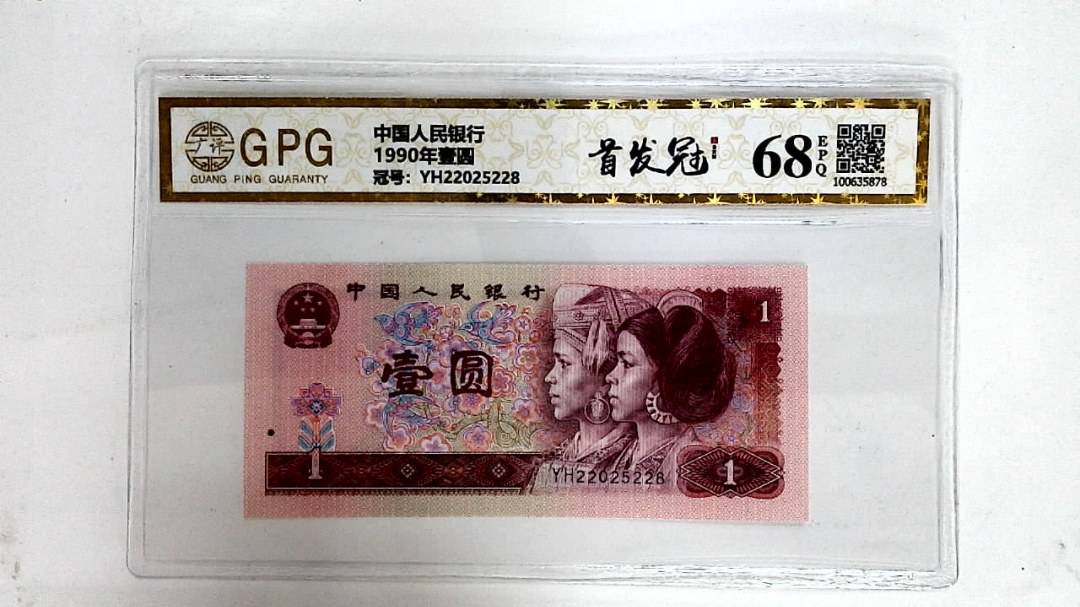 广评
GPG
GUANG PING GUARANTY
中国人民银行
1990年壹圆
冠号: YH22025228
首发冠
68
EPQ
100635878
中国人民银行
1
壹圆
1
YH22025228
1